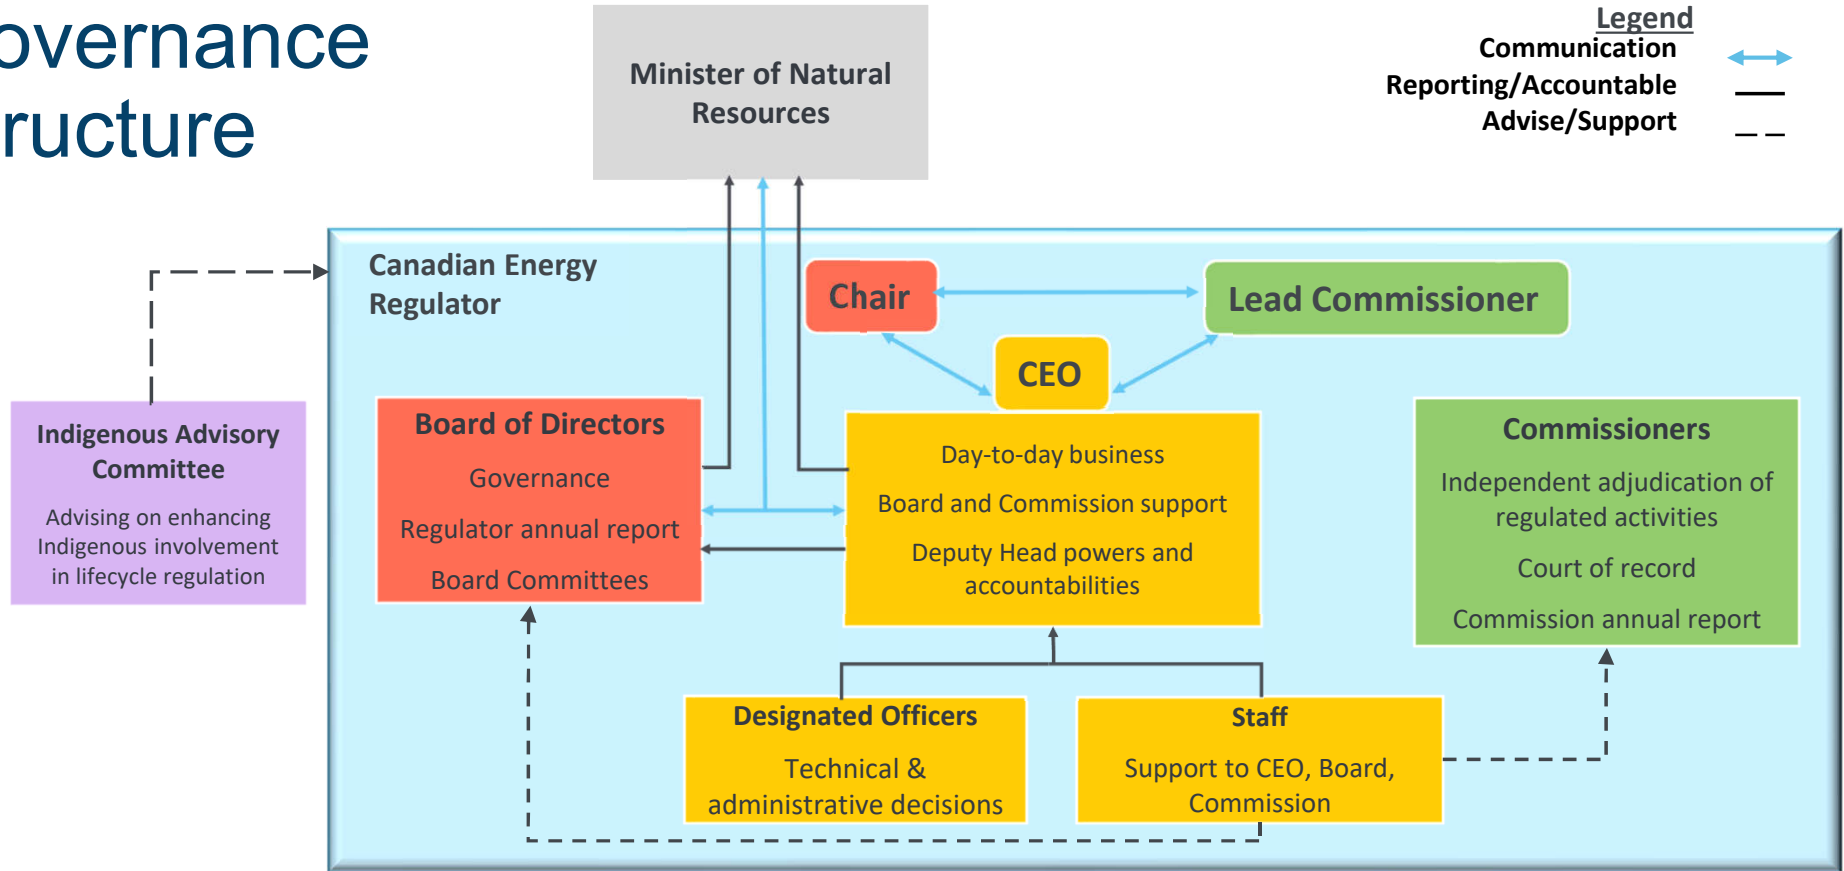 overnance
ructure
Legend
Communication
Reporting/Accountable
Advise/Support
Minister of Natural
Resources
Canadian Energy
Regulator
Chair
Lead Commissioner
CEO
Indigenous Advisory
Committee
Advising on enhancing
Indigenous involvement
in lifecycle regulation
Board of Directors
Governance
Regulator annual report
Board Committees
Day-to-day business
Board and Commission support
Deputy Head powers and
accountabilities
Commissioners
Independent adjudication of
regulated activities
Court of record
Commission annual report
Designated Officers
Technical &
administrative decisions
Staff
Support to CEO, Board,
Commission